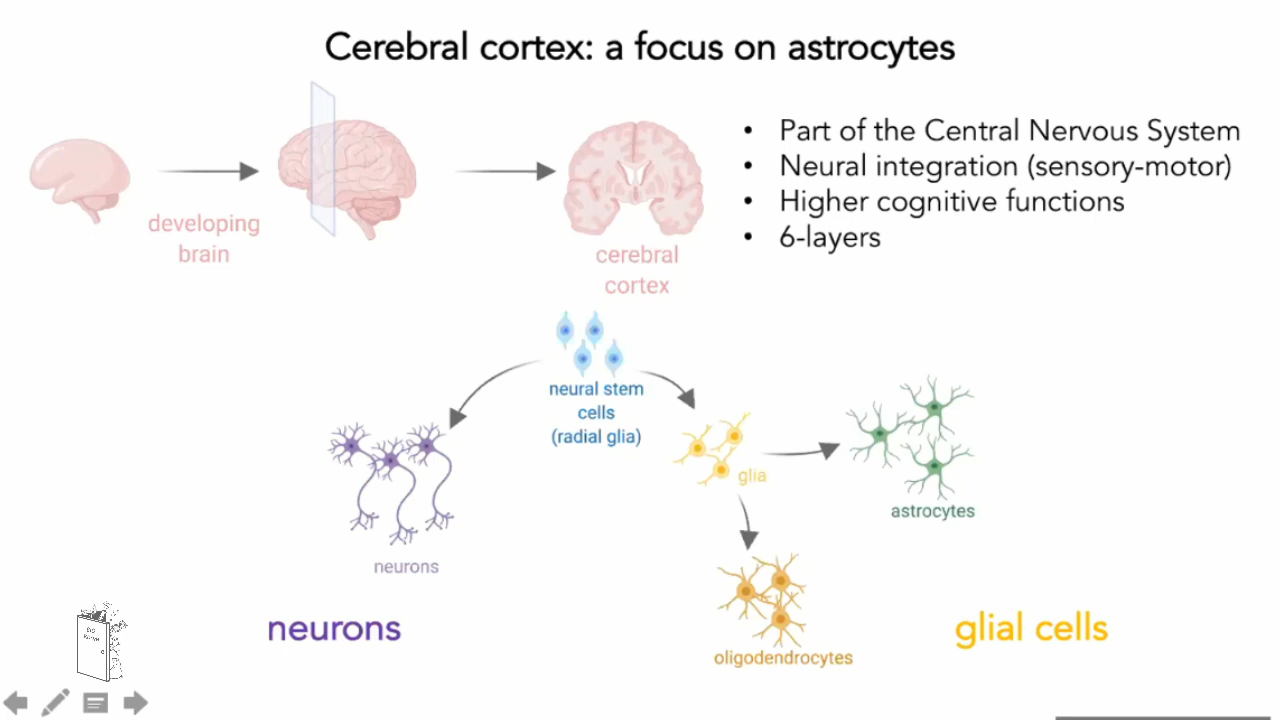 Cerebral cortex: a focus on astrocytes
• Part of the Central Nervous System
• Neural integration (sensory-motor)
• Higher cognitive functions
• 6-layers
developing
brain
cerebral
cortex
neural stem
cells
(radial glia)
glia
astrocytes
neurons
oligodendrocytes
neurons
glial cells